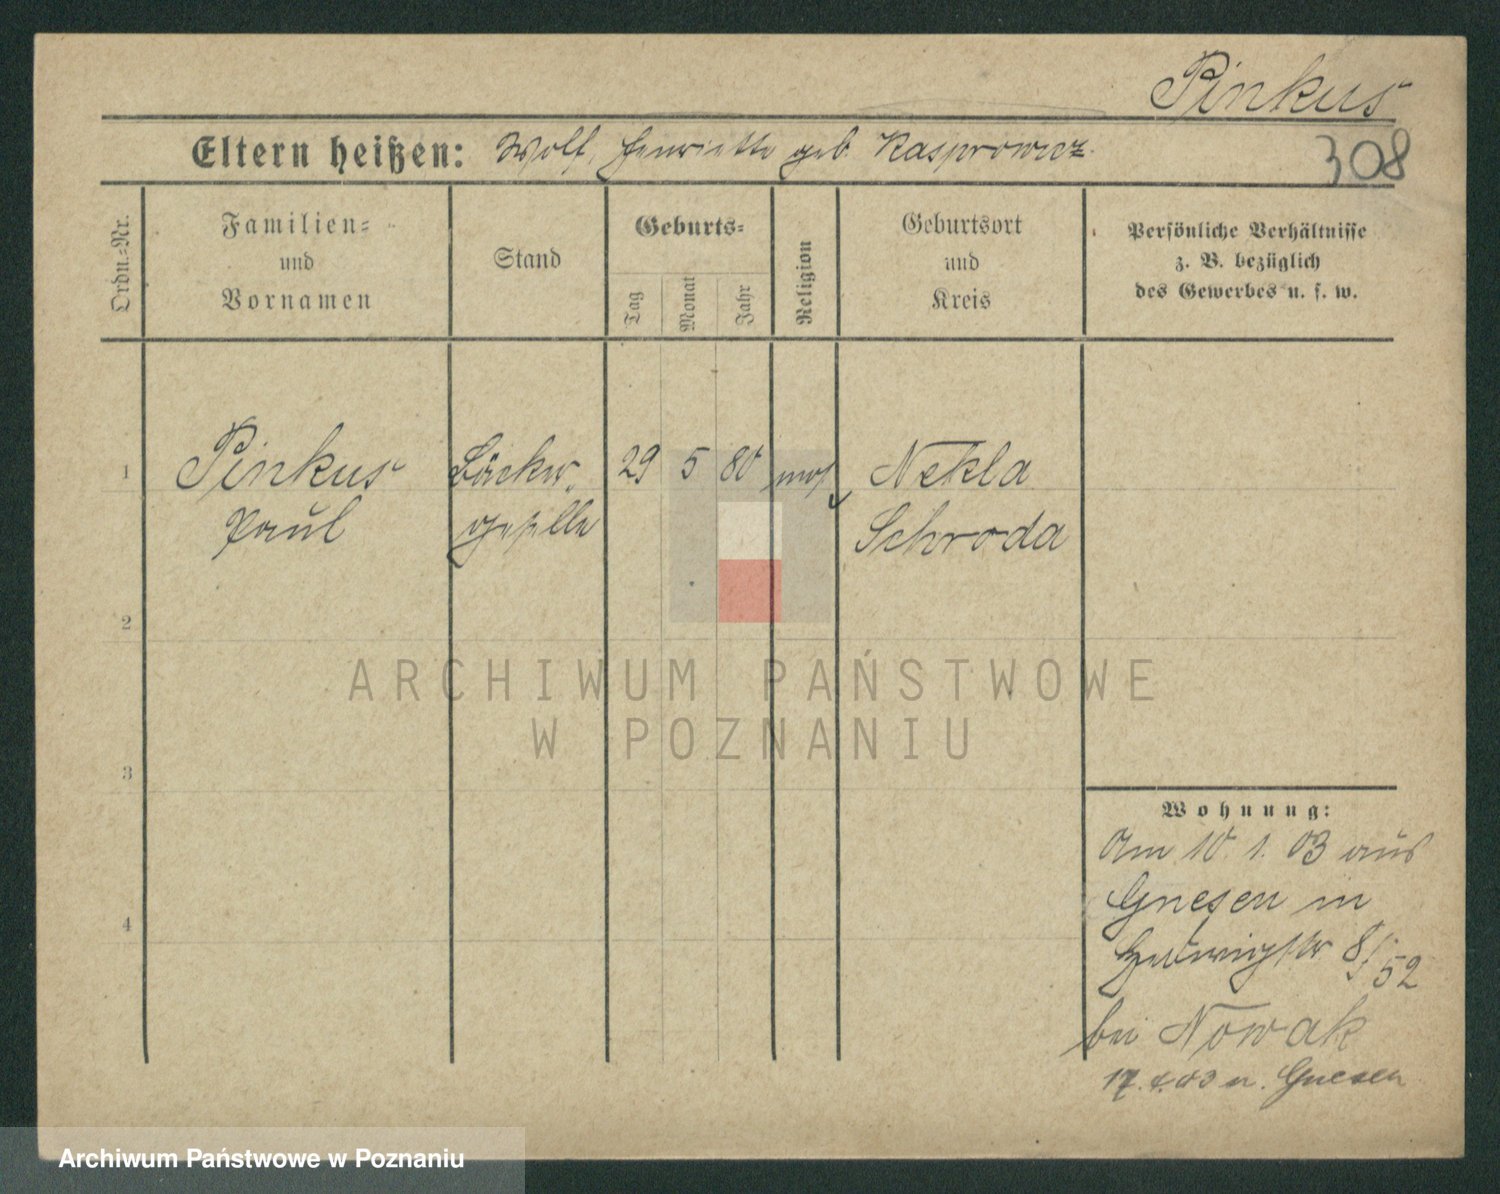 Pinkus
308
Eltern heißen: Wolf, Henriette geb. Kasprowicz.
Ordn.-Nr.
Familien-
und
Vornamen
Stand
Geburts-
Tag
Monat
Jahr
Religion
Geburtsort
und
Kreis
Persönliche Verhältnisse
z. B. bezüglich
des Gewerbes u. s. w.
1 Pinkus Bäcker- 29 5 80 mos Nekla
Paul geselle Schroda
2
3
4
ARCHIWUM PAŃSTWOWE
W POZNANIU
Wohnung:
Am 10. 1. 03 aus
Gnesen in
8/52
bei Nowak
17. 4. 03 n. Gnesen
Archiwum Państwowe w Poznaniu